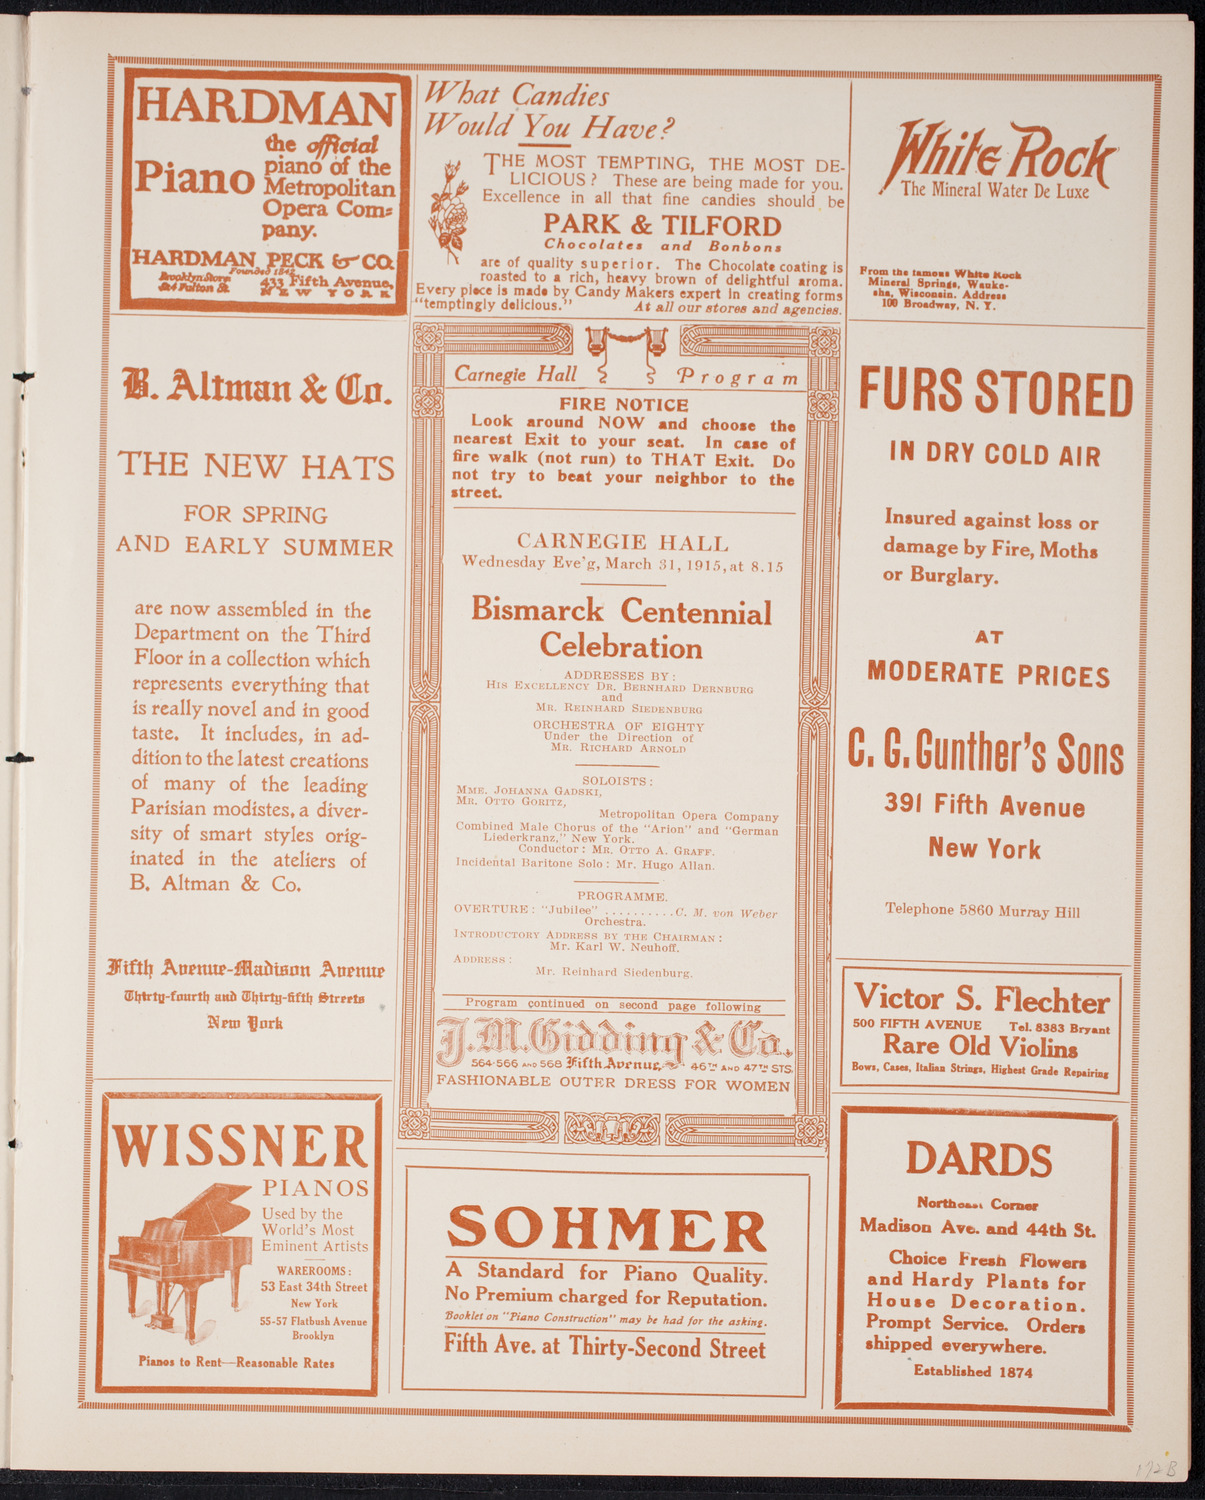 HARDMAN
Piano
the official
piano of the
Metropolitan
Opera Com=
pany.
HARDMAN, PECK & CO.
Founded 1842
Brooklyn Store
524 Fulton St.
433 Fifth Avenue,
NEW YORK
What Candies
Would You Have?
THE MOST TEMPTING, THE MOST DE-
LICIOUS? These are being made for you.
Excellence in all that fine candies should be
PARK & TILFORD
Chocolates and Bonbons
are of quality superior. The Chocolate coating is
roasted to a rich, heavy brown of delightful aroma.
Every piece is made by Candy Makers expert in creating forms
"temptingly delicious." At all our stores and agencies.
White Rock
The Mineral Water De Luxe
From the famous White Rock
Mineral Springs, Wauke-
sha, Wisconsin. Address
100 Broadway, N. Y.
B. Altman & Co.
THE NEW HATS
FOR SPRING
AND EARLY SUMMER
are now assembled in the
Department on the Third
Floor in a collection which
represents everything that
is really novel and in good
taste. It includes, in ad-
dition to the latest creations
of many of the leading
Parisian modistes, a diver-
sity of smart styles orig-
inated in the ateliers of
B. Altman & Co.
Fifth Avenue-Madison Avenue
Thirty-fourth and Thirty-fifth Streets
New York
Carnegie Hall Program
FIRE NOTICE
Look around NOW and choose the
nearest Exit to your seat. In case of
fire walk (not run) to THAT Exit. Do
not try to beat your neighbor to the
street.
CARNEGIE HALL
Wednesday Eve'g, March 31, 1915, at 8.15
Bismarck Centennial
Celebration
ADDRESSES BY:
HIS EXCELLENCY DR. BERNHARD DERNBURG
and
MR. REINHARD SIEDENBURG
ORCHESTRA OF EIGHTY
Under the Direction of
MR. RICHARD ARNOLD
SOLOISTS:
MME. JOHANNA GADSKI,
MR. OTTO GORITZ,
Metropolitan Opera Company
Combined Male Chorus of the "Arion" and "German
Liederkranz," New York.
Conductor: MR. OTTO A. GRAFF.
Incidental Baritone Solo: Mr. Hugo Allan.
PROGRAMME.
OVERTURE: "Jubilee" ..........C. M. von Weber
Orchestra.
INTRODUCTORY ADDRESS BY THE CHAIRMAN:
Mr. Karl W. Neuhoff.
ADDRESS:
Mr. Reinhard Siedenburg.
Program continued on second page following
J.M. Gidding & Co.
564-566 AND 568 Fifth Avenue, 46TH AND 47TH STS.
FASHIONABLE OUTER DRESS FOR WOMEN
FURS STORED
IN DRY COLD AIR
Insured against loss or
damage by Fire, Moths
or Burglary.
AT
MODERATE PRICES
C. G. Gunther's Sons
391 Fifth Avenue
New York
Telephone 5860 Murray Hill
Victor S. Flechter
500 FIFTH AVENUE Tel. 8383 Bryant
Rare Old Violins
Bows, Cases, Italian Strings, Highest Grade Repairing
WISSNER
PIANOS
Used by the
World's Most
Eminent Artists
WAREROOMS:
53 East 34th Street
New York
55-57 Flatbush Avenue
Brooklyn
Pianos to Rent—Reasonable Rates
SOHMER
A Standard for Piano Quality.
No Premium charged for Reputation.
Booklet on "Piano Construction" may be had for the asking.
Fifth Ave. at Thirty-Second Street
DARDS
Northeast Corner
Madison Ave. and 44th St.
Choice Fresh Flowers
and Hardy Plants for
House Decoration.
Prompt Service. Orders
shipped everywhere.
Established 1874
192 B